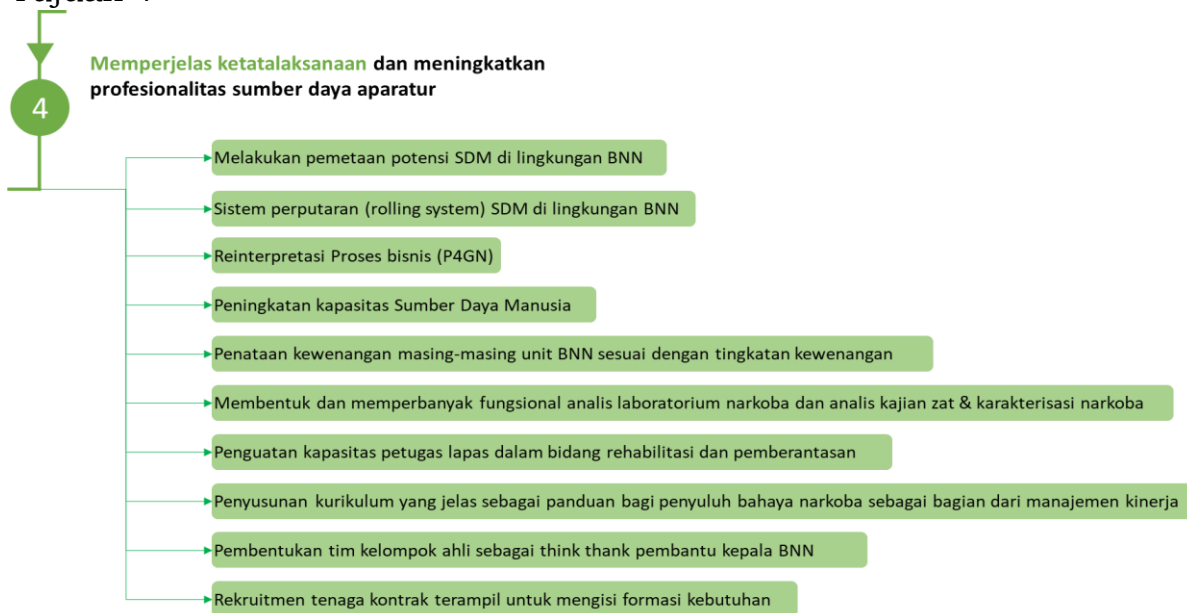 4
Memperjelas ketatalaksanaan dan meningkatkan
profesionalitas sumber daya aparatur
Melakukan pemetaan potensi SDM di lingkungan BNN
Sistem perputaran (rolling system) SDM di lingkungan BNN
Reinterpretasi Proses bisnis (P4GN)
Peningkatan kapasitas Sumber Daya Manusia
Penataan kewenangan masing-masing unit BNN sesuai dengan tingkatan kewenangan
Membentuk dan memperbanyak fungsional analis laboratorium narkoba dan analis kajian zat & karakterisasi narkoba
Penguatan kapasitas petugas lapas dalam bidang rehabilitasi dan pemberantasan
Penyusunan kurikulum yang jelas sebagai panduan bagi penyuluh bahaya narkoba sebagai bagian dari manajemen kinerja
Pembentukan tim kelompok ahli sebagai think thank pembantu kepala BNN
Rekruitmen tenaga kontrak terampil untuk mengisi formasi kebutuhan